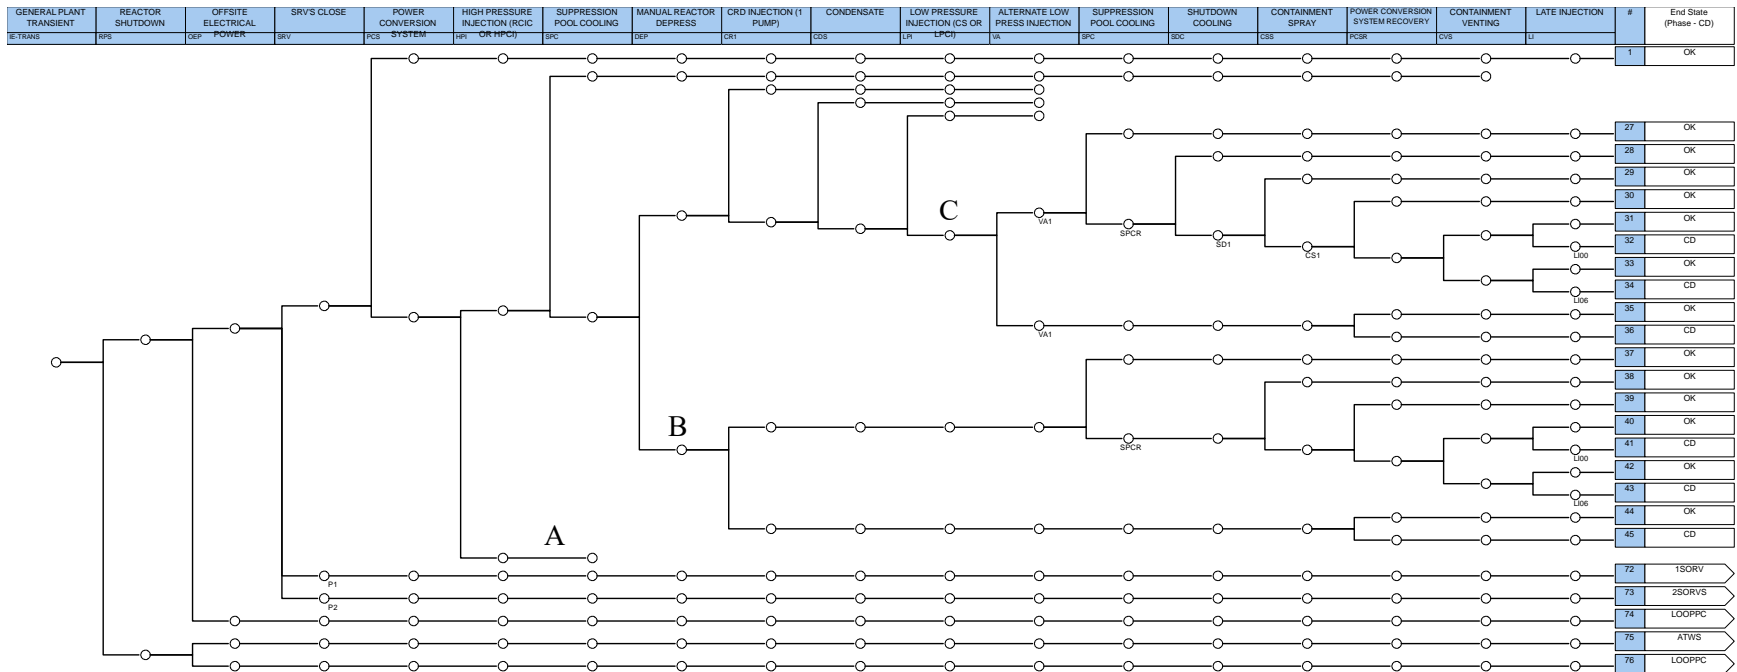 GENERAL PLANT
TRANSIENT
IE-TRANS
REACTOR
SHUTDOWN
RPS
OFFSITE
ELECTRICAL
POWER
OEP
SRV'S CLOSE
SRV
POWER
CONVERSION
SYSTEM
PCS
HIGH PRESSURE
INJECTION (RCIC
OR HPCI)
HPI
SUPPRESSION
POOL COOLING
SPC
MANUAL REACTOR
DEPRESS
DEP
CRD INJECTION (1
PUMP)
CR1
CONDENSATE
CDS
LOW PRESSURE
INJECTION (CS OR
LPCI)
LPI
ALTERNATE LOW
PRESS INJECTION
VA
SUPPRESSION
POOL COOLING
SPC
SHUTDOWN
COOLING
SDC
CONTAINMENT
SPRAY
CSS
POWER CONVERSION
SYSTEM RECOVERY
PCSR
CONTAINMENT
VENTING
CVS
LATE INJECTION
LI
#
End State
(Phase - CD)
1 OK
27 OK
28 OK
29 OK
30 OK
C
VA1
31 OK
SPCR
32 CD
SD1
CS1
LI00
33 OK
34 CD
LI06
35 OK
36 CD
VA1
37 OK
38 OK
39 OK
40 OK
B
41 CD
SPCR
LI00
42 OK
43 CD
LI06
44 OK
45 CD
A
72 1SORV
P1
73 2SORVS
P2
74 LOOPPC
75 ATWS
76 LOOPPC